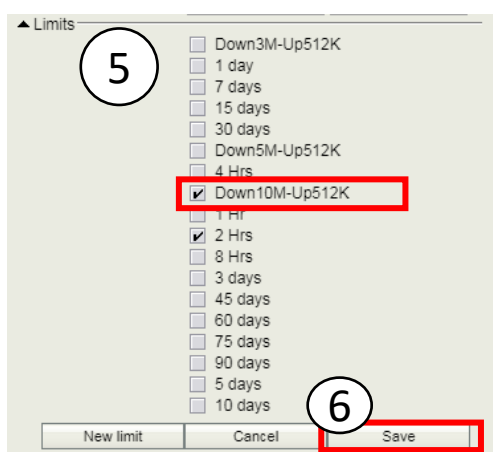 Limits
5
Down3M-Up512K
1 day
7 days
15 days
30 days
Down5M-Up512K
4 Hrs
Down10M-Up512K
1 Hr
2 Hrs
8 Hrs
3 days
45 days
60 days
75 days
90 days
5 days
10 days
6
New limit Cancel Save